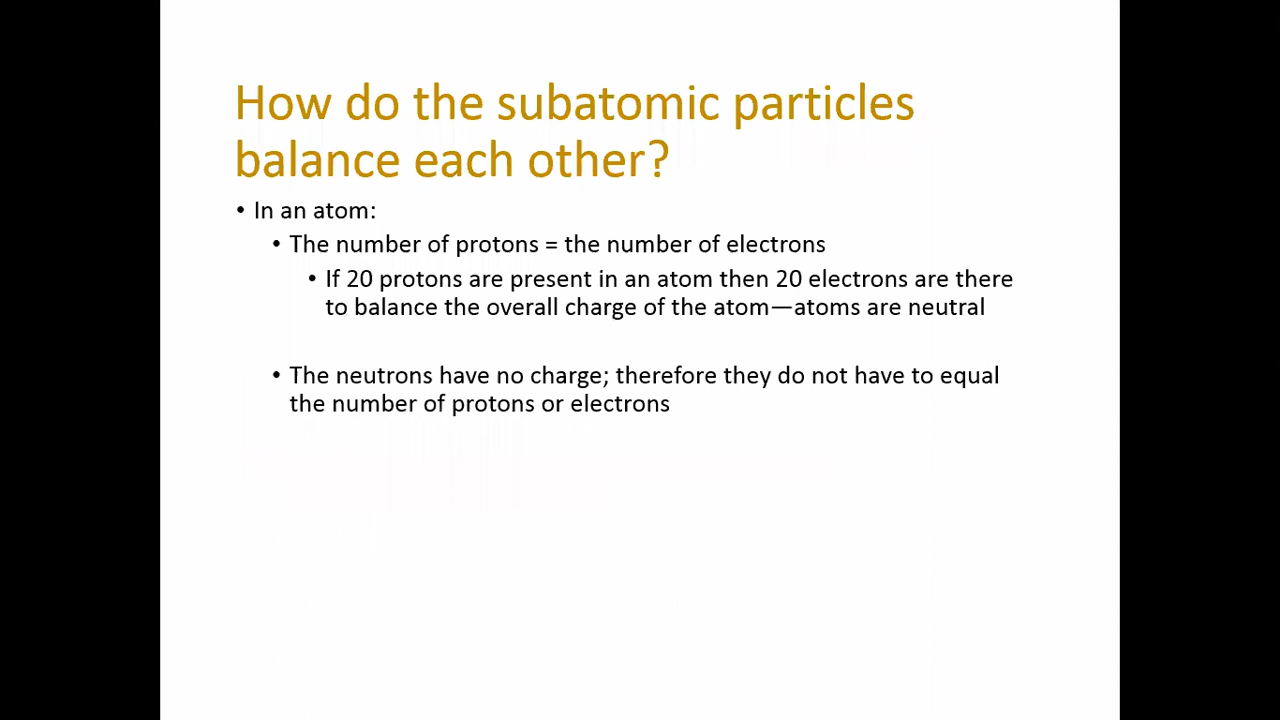 How do the subatomic particles
balance each other?
• In an atom:
• The number of protons = the number of electrons
• If 20 protons are present in an atom then 20 electrons are there
to balance the overall charge of the atom—atoms are neutral
• The neutrons have no charge; therefore they do not have to equal
the number of protons or electrons